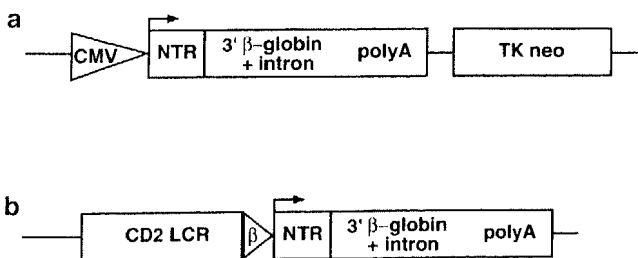 a
CMV NTR 3' β–globin + intron polyA TK neo
b
CD2 LCR β NTR 3' β–globin + intron polyA